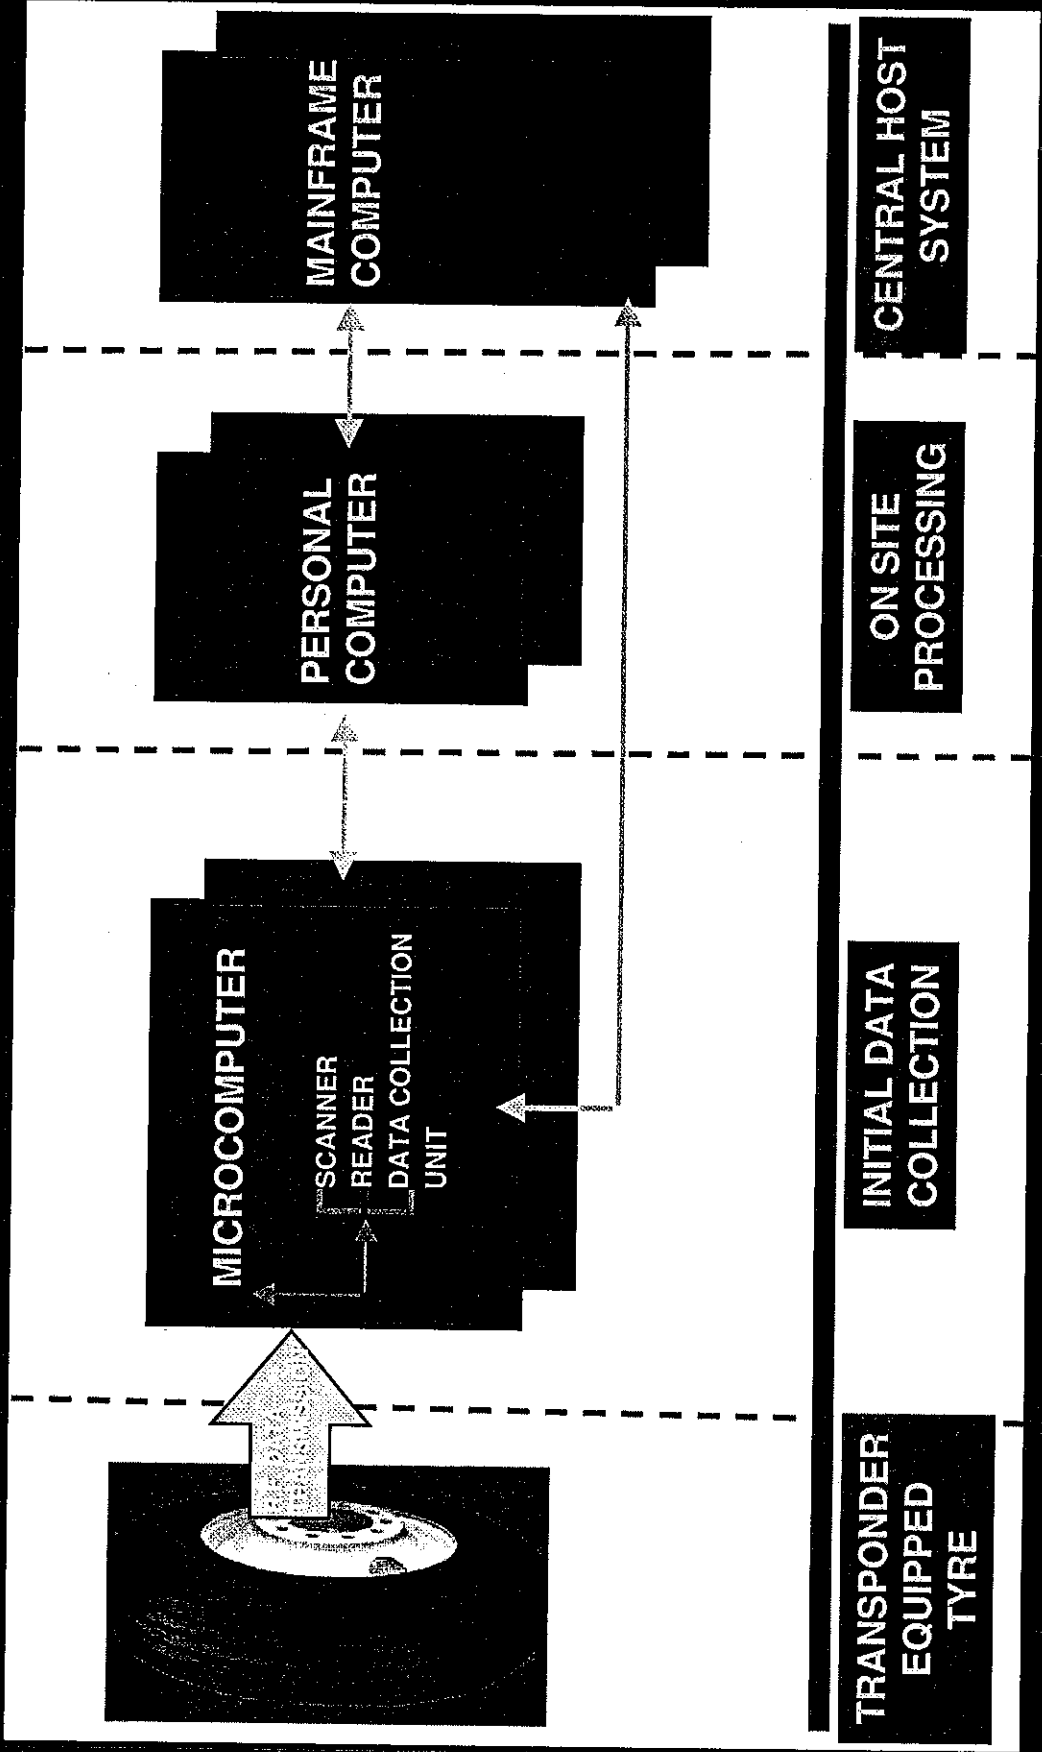 MICROCOMPUTER
SCANNER
READER
DATA COLLECTION
UNIT
PERSONAL
COMPUTER
MAINFRAME
COMPUTER
TRANSPONDER
EQUIPPED
TYRE
INITIAL DATA
COLLECTION
ON SITE
PROCESSING
CENTRAL HOST
SYSTEM